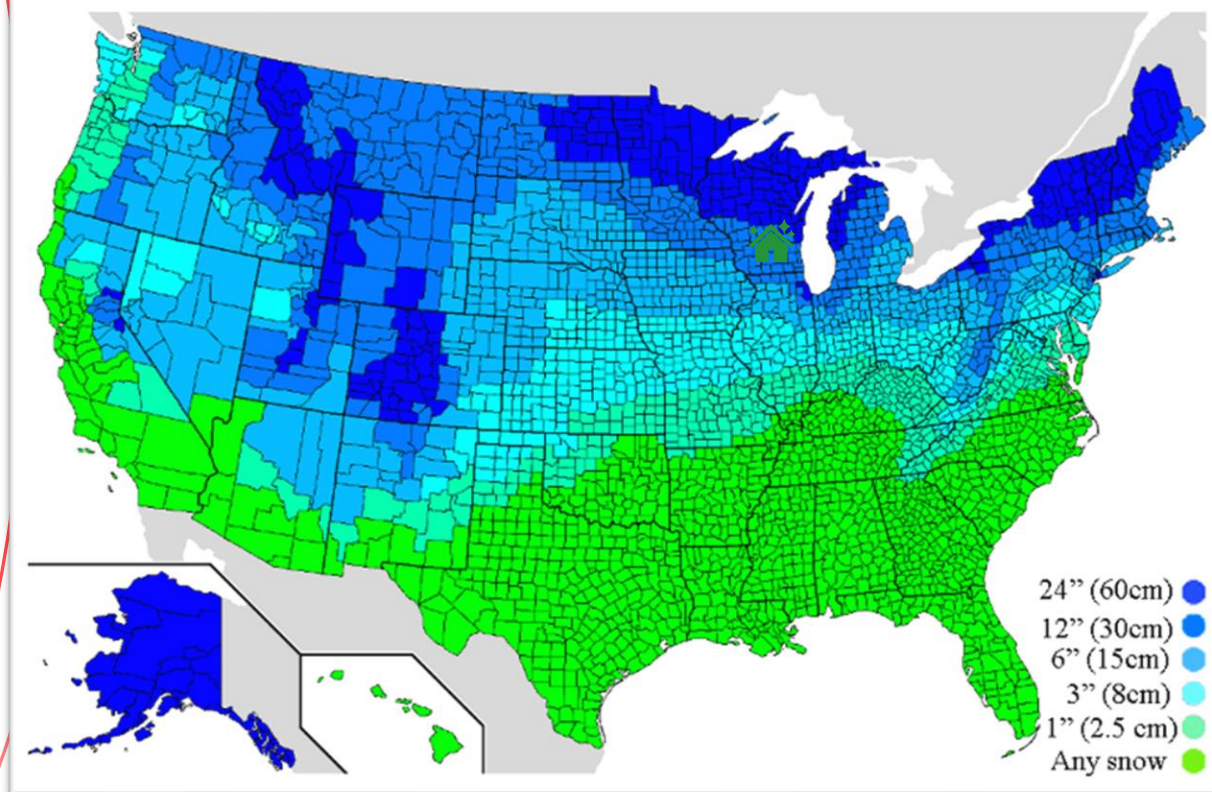 24” (60cm)
12” (30cm)
6” (15cm)
3” (8cm)
1” (2.5 cm)
Any snow